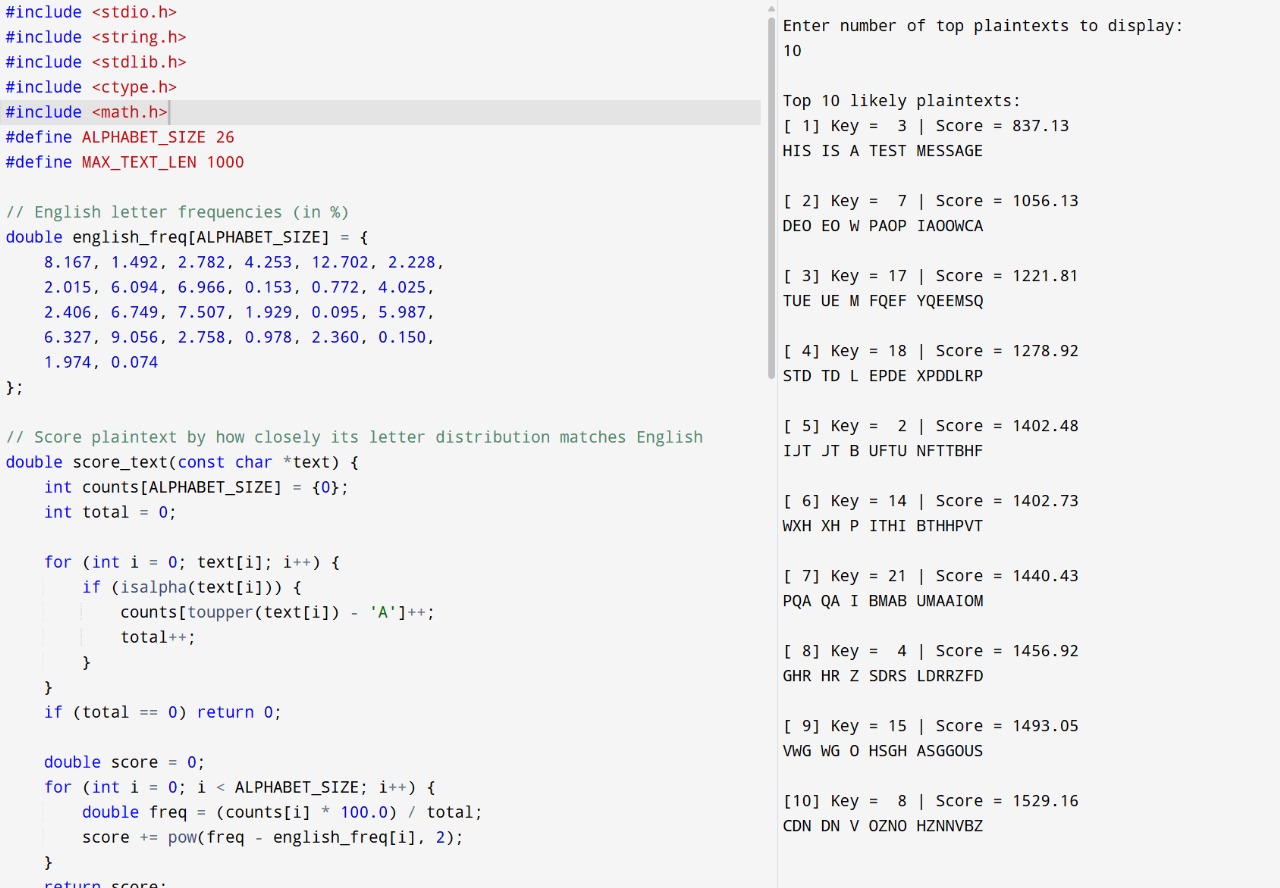 #include <stdio.h>
#include <string.h>
#include <stdlib.h>
#include <ctype.h>
#include <math.h>
#define ALPHABET_SIZE 26
#define MAX_TEXT_LEN 1000
// English letter frequencies (in %)
double english_freq[ALPHABET_SIZE] = {
    8.167, 1.492, 2.782, 4.253, 12.702, 2.228,
    2.015, 6.094, 6.966, 0.153, 0.772, 4.025,
    2.406, 6.749, 7.507, 1.929, 0.095, 5.987,
    6.327, 9.056, 2.758, 0.978, 2.360, 0.150,
    1.974, 0.074
};
// Score plaintext by how closely its letter distribution matches English
double score_text(const char *text) {
    int counts[ALPHABET_SIZE] = {0};
    int total = 0;
    for (int i = 0; text[i]; i++) {
        if (isalpha(text[i])) {
            counts[toupper(text[i]) - 'A']++;
            total++;
        }
    }
    if (total == 0) return 0;
    double score = 0;
    for (int i = 0; i < ALPHABET_SIZE; i++) {
        double freq = (counts[i] * 100.0) / total;
        score += pow(freq - english_freq[i], 2);
    }
    return score;
Enter number of top plaintexts to display:
10
Top 10 likely plaintexts:
[ 1] Key =  3 | Score = 837.13
HIS IS A TEST MESSAGE
[ 2] Key =  7 | Score = 1056.13
DEO EO W PAOP IAOOWCA
[ 3] Key = 17 | Score = 1221.81
TUE UE M FQEF YQEEMSQ
[ 4] Key = 18 | Score = 1278.92
STD TD L EPDE XPDDLRP
[ 5] Key =  2 | Score = 1402.48
IJT JT B UFTU NFTTBHF
[ 6] Key = 14 | Score = 1402.73
WXH XH P ITHI BTHHPVT
[ 7] Key = 21 | Score = 1440.43
PQA QA I BMAB UMAAIOM
[ 8] Key =  4 | Score = 1456.92
GHR HR Z SDRS LDRRZFD
[ 9] Key = 15 | Score = 1493.05
VWG WG O HSGH ASGGOUS
[10] Key =  8 | Score = 1529.16
CDN DN V OZNO HZNNVBZ